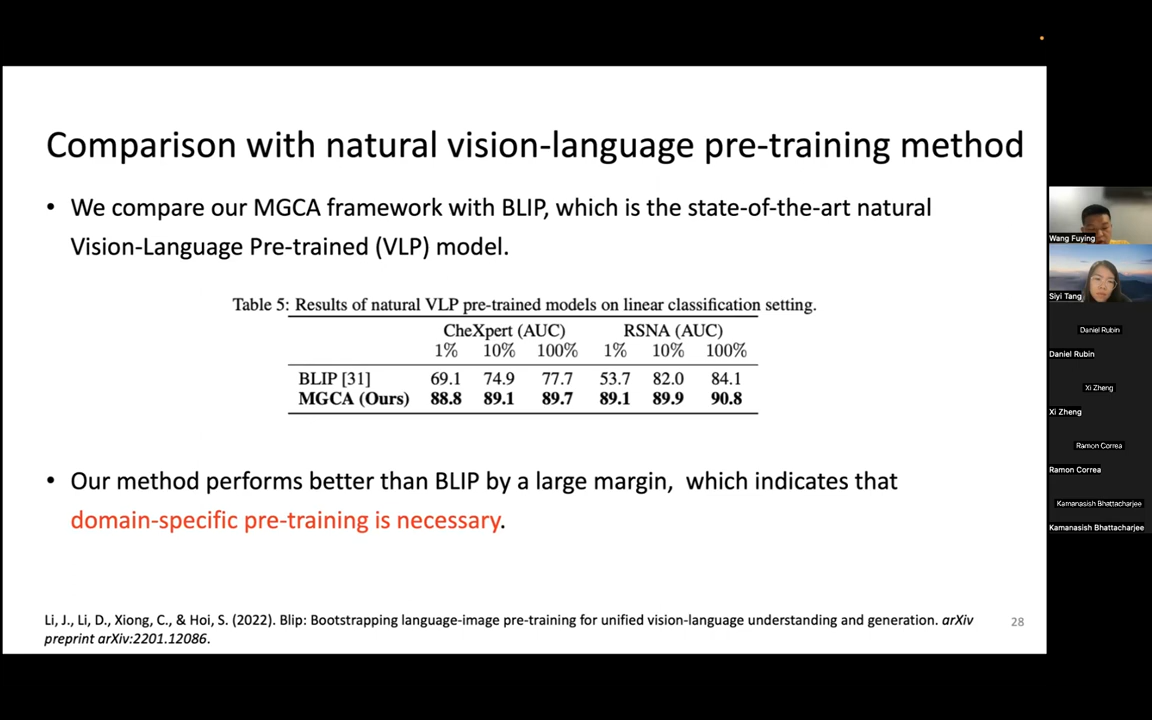 Comparison with natural vision-language pre-training method
• We compare our MGCA framework with BLIP, which is the state-of-the-art natural
Vision-Language Pre-trained (VLP) model.
Table 5: Results of natural VLP pre-trained models on linear classification setting.
CheXpert (AUC) RSNA (AUC)
1% 10% 100% 1% 10% 100%
BLIP [31] 69.1 74.9 77.7 53.7 82.0 84.1
MGCA (Ours) 88.8 89.1 89.7 89.1 89.9 90.8
• Our method performs better than BLIP by a large margin, which indicates that
domain-specific pre-training is necessary.
Li, J., Li, D., Xiong, C., & Hoi, S. (2022). Blip: Bootstrapping language-image pre-training for unified vision-language understanding and generation. arXiv
preprint arXiv:2201.12086.
28
Wang Fuying
Siyi Tang
Daniel Rubin
Daniel Rubin
Xi Zheng
Xi Zheng
Ramon Correa
Ramon Correa
Kamanasish Bhattacharjee
Kamanasish Bhattacharjee